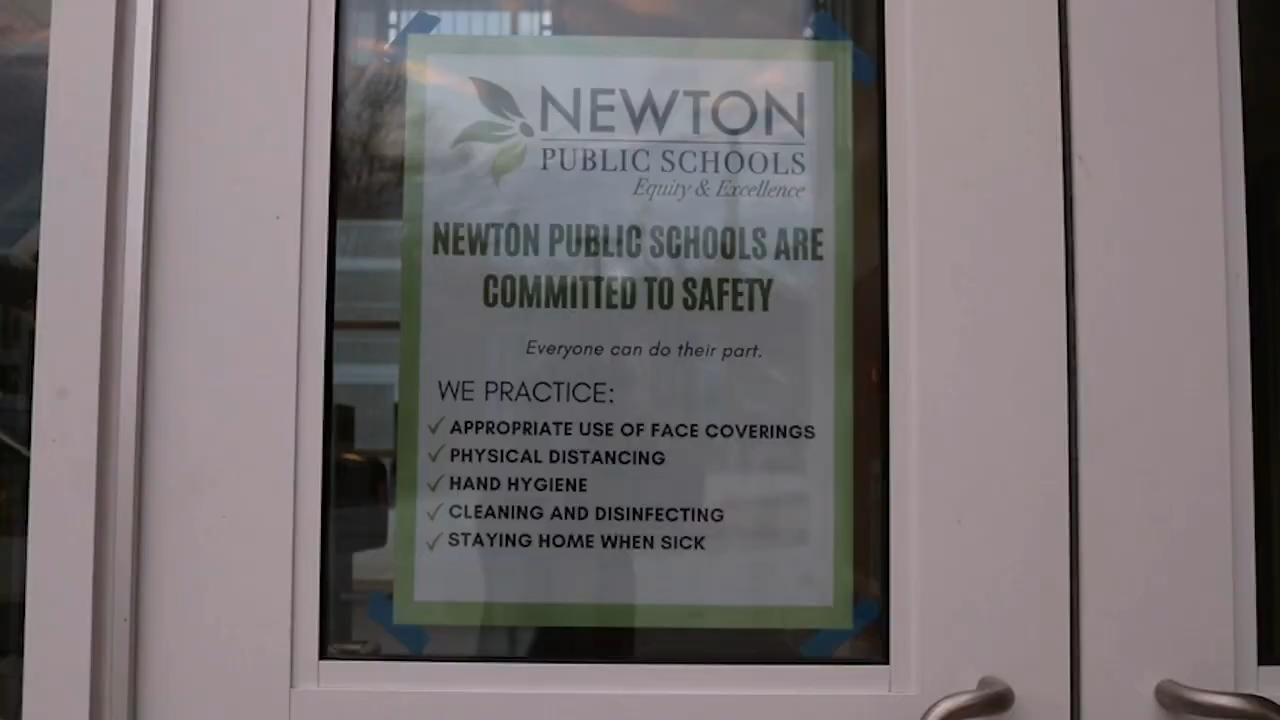 NEWTON
PUBLIC SCHOOLS
Equity & Excellence
NEWTON PUBLIC SCHOOLS ARE
COMMITTED TO SAFETY
Everyone can do their part.
WE PRACTICE:
✓ APPROPRIATE USE OF FACE COVERINGS
✓ PHYSICAL DISTANCING
✓ HAND HYGIENE
✓ CLEANING AND DISINFECTING
✓ STAYING HOME WHEN SICK